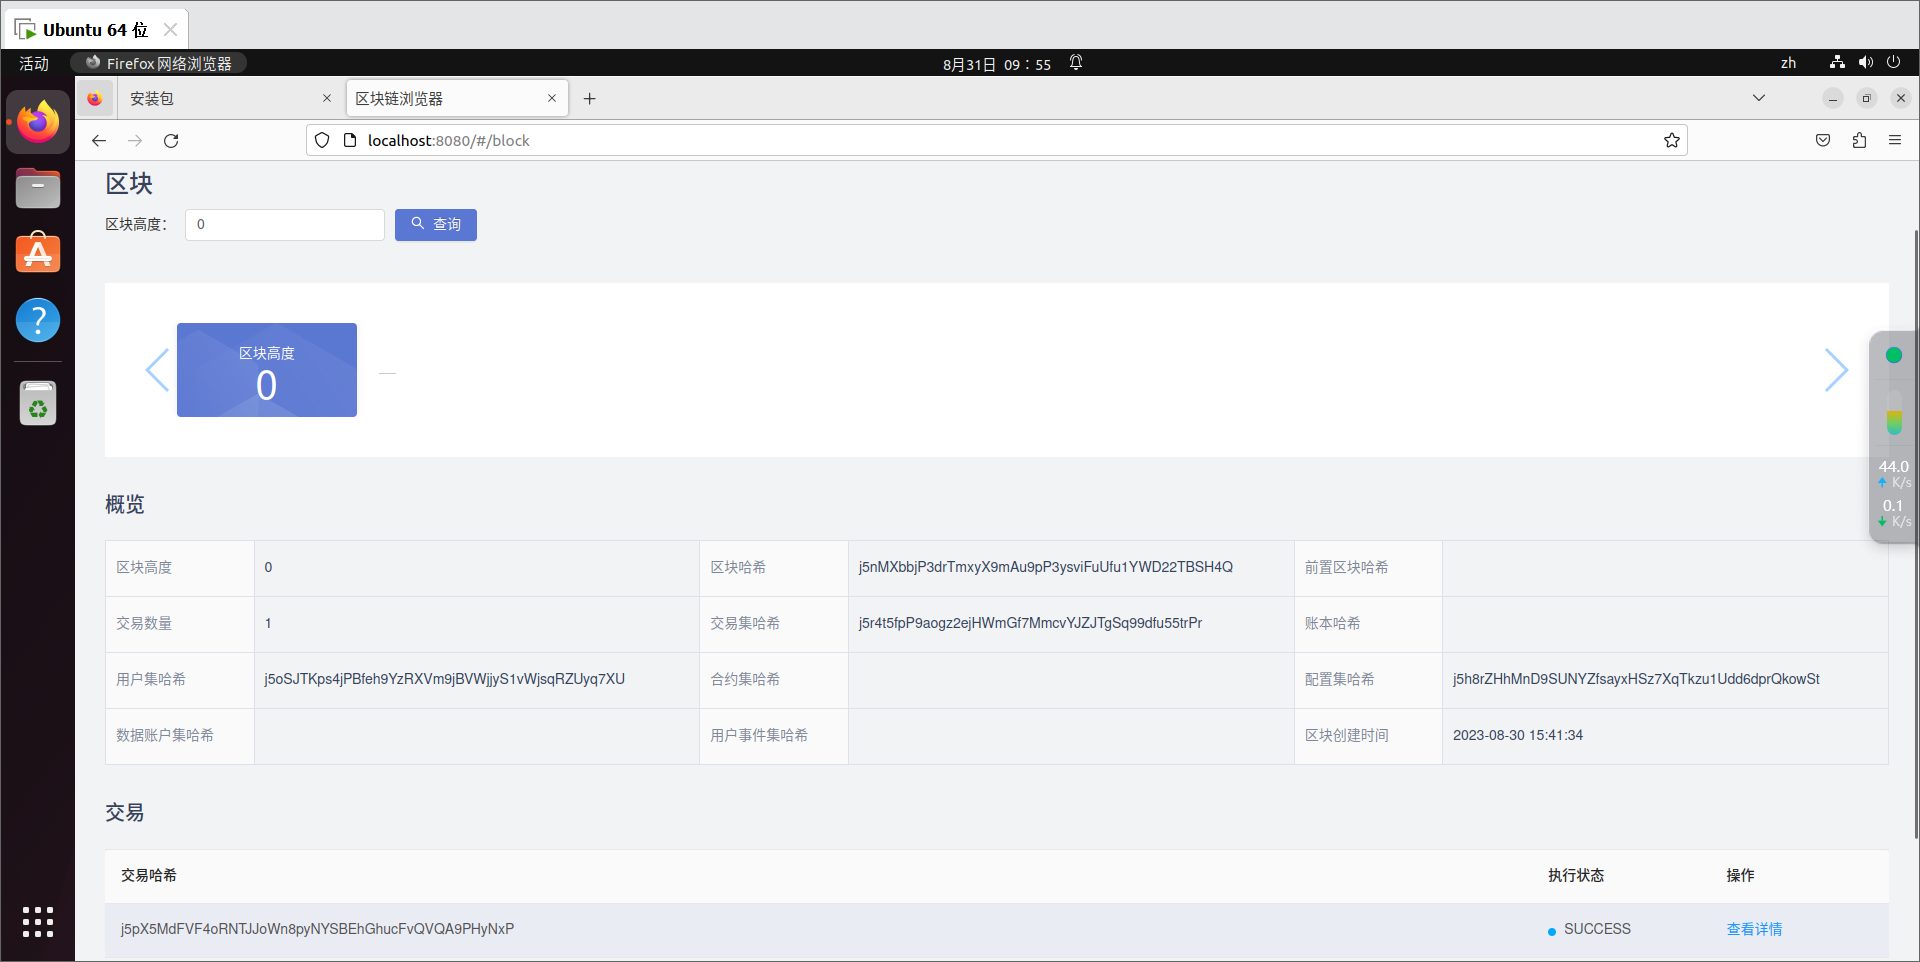 Ubuntu 64 位
活动 Firefox 网络浏览器 8月31日 09：55 zh
安装包 区块链浏览器
localhost:8080/#/block
区块
区块高度： 0 查询
区块高度
0
概览
区块高度 0 区块哈希 j5nMXbbjP3drTmxyX9mAu9pP3ysviFuUfu1YWD22TBSH4Q 前置区块哈希
交易数量 1 交易集哈希 j5r4t5fpP9aogz2ejHWmGf7MmcvYJZJTgSq99dfu55trPr 账本哈希
用户集哈希 j5oSJTKps4jPBfeh9YzRXVm9jBVWjjyS1vWjsqRZUyq7XU 合约集哈希 配置集哈希 j5h8rZHhMnD9SUNYZfsayxHSz7XqTkzu1Udd6dprQkowSt
数据账户集哈希 用户事件集哈希 区块创建时间 2023-08-30 15:41:34
交易
交易哈希 执行状态 操作
j5pX5MdFVF4oRNTJJoWn8pyNYSBEhGhucFvQVQA9PHyNxP SUCCESS 查看详情
44.0
K/s
0.1
K/s